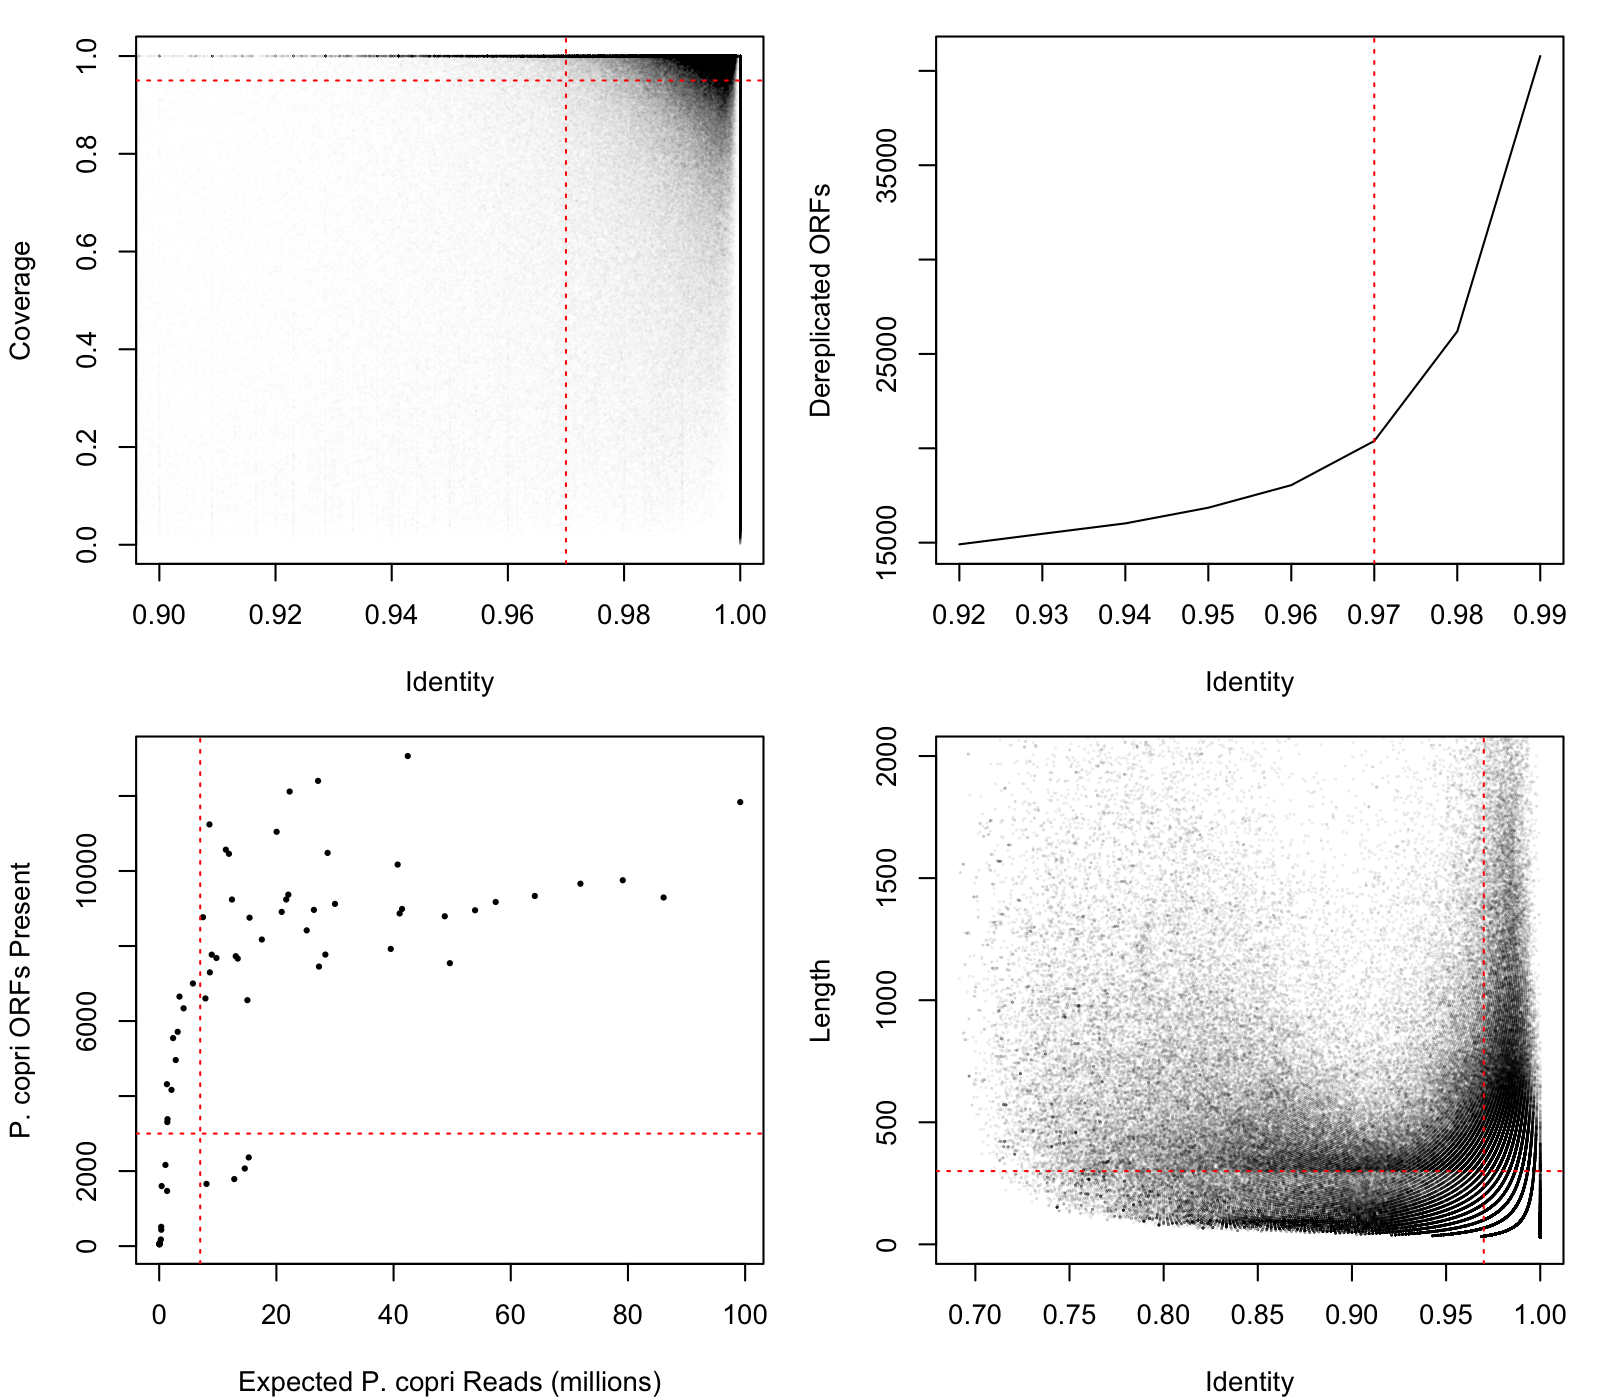 Coverage
1.0
0.8
0.6
0.4
0.2
0.0
0.90 0.92 0.94 0.96 0.98 1.00
Identity
Dereplicated ORFs
35000
25000
15000
0.92 0.93 0.94 0.95 0.96 0.97 0.98 0.99
Identity
P. copri ORFs Present
10000
6000
2000
0
0 20 40 60 80 100
Expected P. copri Reads (millions)
Length
2000
1500
1000
500
0
0.70 0.75 0.80 0.85 0.90 0.95 1.00
Identity